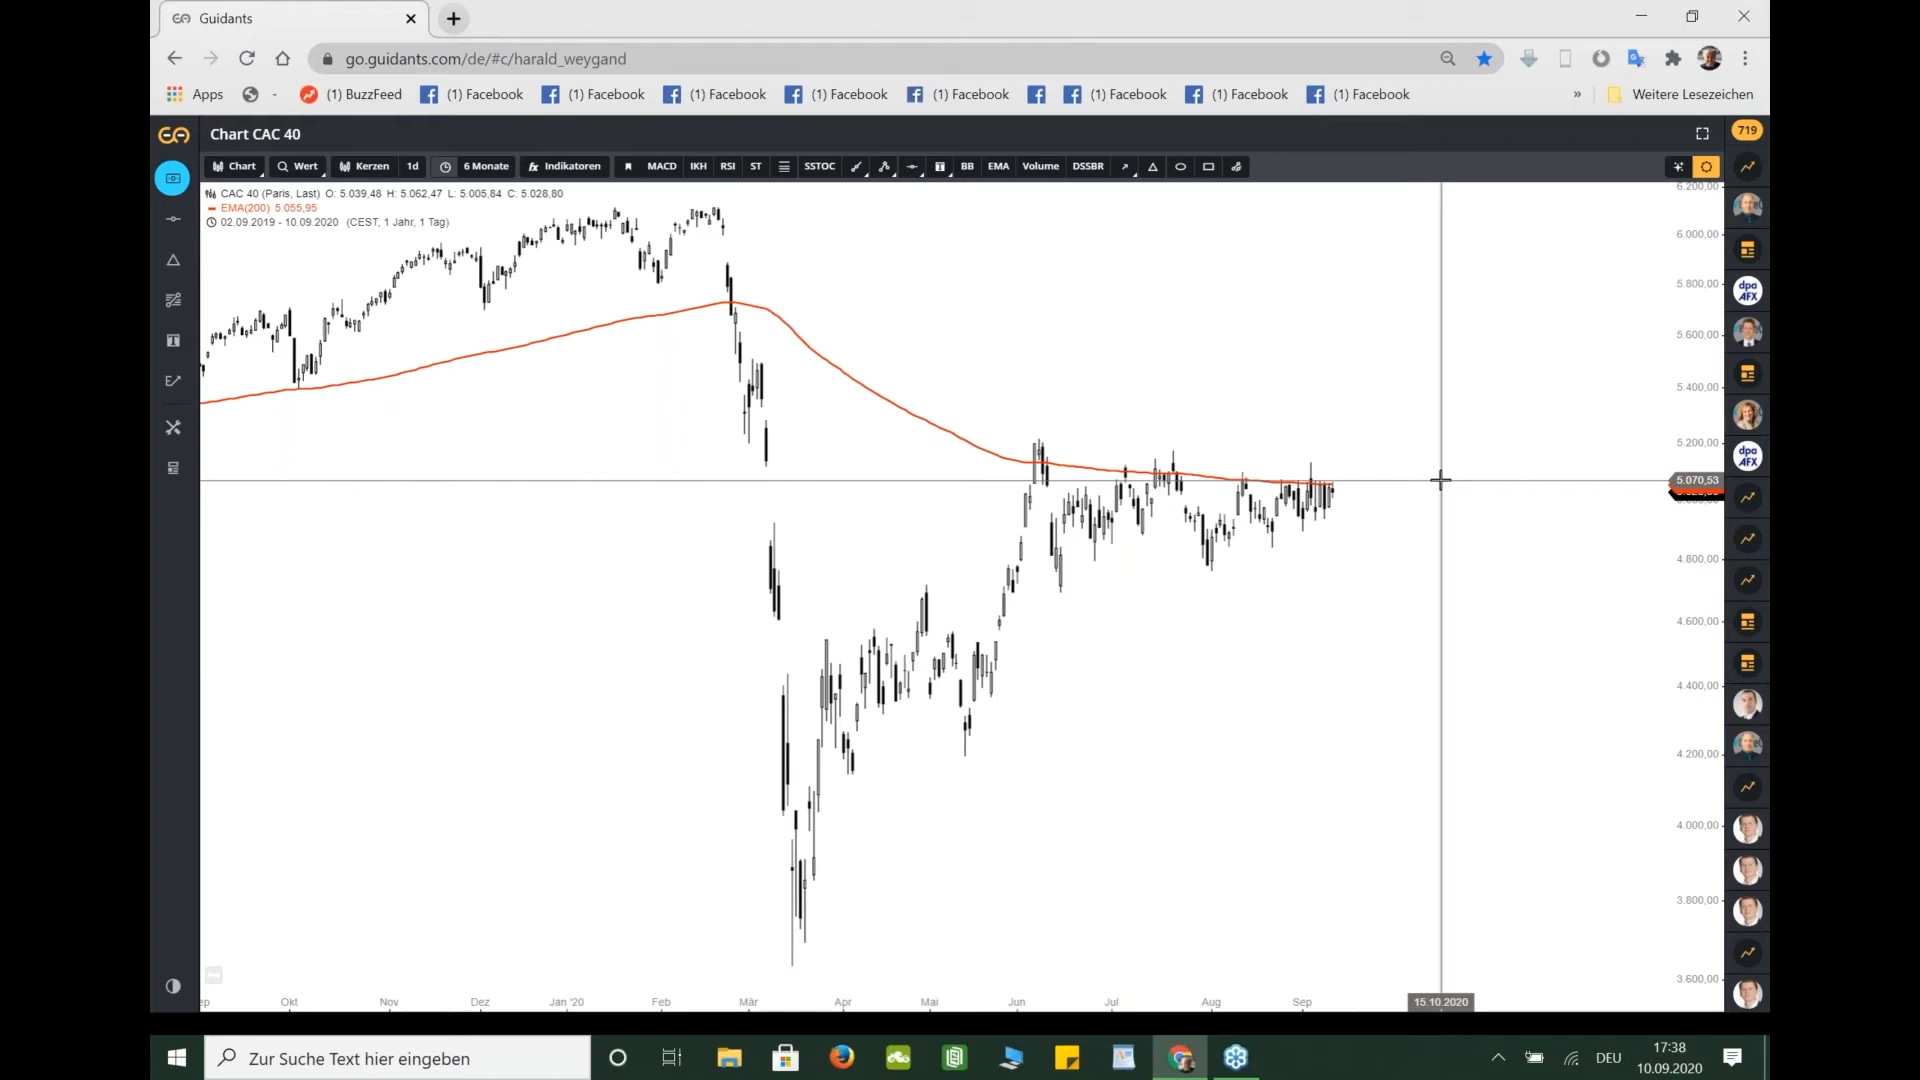 Guidants
go.guidants.com/de/#c/harald_weygand
Apps - (1) BuzzFeed (1) Facebook (1) Facebook (1) Facebook (1) Facebook (1) Facebook (1) Facebook (1) Facebook (1) Facebook » Weitere Lesezeichen
Chart CAC 40
719
Chart Wert Kerzen 1d 6 Monate fx Indikatoren MACD IKH RSI ST SSTOC BB EMA Volume DSSBR
CAC 40 (Paris, Last) O: 5.039,48 H: 5.062,47 L: 5.005,84 C: 5.028,80
EMA(200) 5.055,95
02.09.2019 - 10.09.2020 (CEST, 1 Jahr, 1 Tag)
6.200,00
6.000,00
5.800,00
5.600,00
5.400,00
5.200,00
5.070,53
4.800,00
4.600,00
4.400,00
4.200,00
4.000,00
3.800,00
3.600,00
dpa
AFX
dpa
AFX
ep Okt Nov Dez Jan '20 Feb Mär Apr Mai Jun Jul Aug Sep 15.10.2020
Zur Suche Text hier eingeben
DEU
17:38
10.09.2020